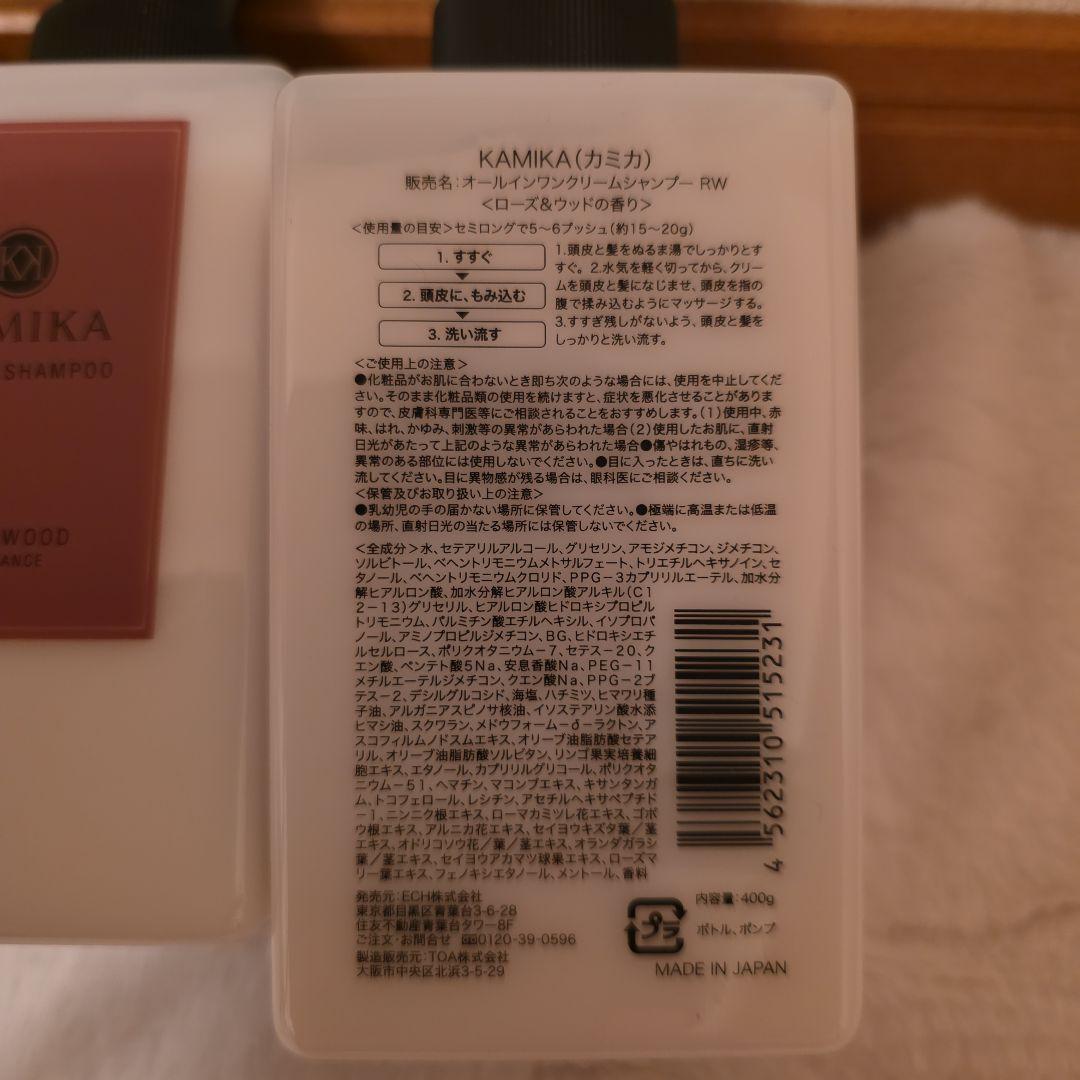 MIKA
SHAMPOO
WOOD
ANCE
KAMIKA(カミカ)
販売名:オールインワンクリームシャンプー RW
<ローズ&ウッドの香り>
<使用量の目安>セミロングで5～6プッシュ(約15～20g)
1. すすぐ
2. 頭皮に、もみ込む
3. 洗い流す
1.頭皮と髪をぬるま湯でしっかりとす
すぐ。2.水気を軽く切ってから、クリー
ムを頭皮と髪になじませ、頭皮を指の
腹で揉み込むようにマッサージする。
3.すすぎ残しがないよう、頭皮と髪を
しっかりと洗い流す。
<ご使用上の注意>
●化粧品がお肌に合わないとき即ち次のような場合には、使用を中止してくだ
さい。そのまま化粧品類の使用を続けますと、症状を悪化させることがありま
すので、皮膚科専門医等にご相談されることをおすすめします。(1)使用中、赤
味、はれ、かゆみ、刺激等の異常があらわれた場合(2)使用したお肌に、直射
日光があたって上記のような異常があらわれた場合●傷やはれもの、湿疹等、
異常のある部位には使用しないでください。●目に入ったときは、直ちに洗い
流してください。目に異物感が残る場合は、眼科医にご相談ください。
<保管及びお取り扱い上の注意>
●乳幼児の手の届かない場所に保管してください。●極端に高温または低温
の場所、直射日光の当たる場所には保管しないでください。
<全成分>水、セテアリルアルコール、グリセリン、アモジメチコン、ジメチコン、
ソルビトール、ベヘントリモニウムメトサルフェート、トリエチルヘキサノイン、セ
タノール、ベヘントリモニウムクロリド、PPG-3カプリリルエーテル、加水分
解ヒアルロン酸、加水分解ヒアルロン酸アルキル(C1
2-13)グリセリル、ヒアルロン酸ヒドロキシプロピル
トリモニウム、パルミチン酸エチルヘキシル、イソプロパ
ノール、アミノプロピルジメチコン、BG、ヒドロキシエチ
ルセルロース、ポリクオタニウム-7、セテス-20、ク
エン酸、ペンテト酸5Na、安息香酸Na、PEG-11
メチルエーテルジメチコン、クエン酸Na、PPG-2ブ
テス-2、デシルグルコシド、海塩、ハチミツ、ヒマワリ種
子油、アルガニアスピノサ核油、イソステアリン酸水添
ヒマシ油、スクワラン、メドウフォーム-δ-ラクトン、ア
スコフィルムノドスムエキス、オリーブ油脂肪酸セテア
リル、オリーブ油脂肪酸ソルビタン、リンゴ果実培養細
胞エキス、エタノール、カプリリルグリコール、ポリクオタ
ニウム-51、ヘマチン、マコンブエキス、キサンタンガ
ム、トコフェロール、レシチン、アセチルヘキサペプチド
-1、ニンニク根エキス、ローマカミツレ花エキス、ゴボ
ウ根エキス、アルニカ花エキス、セイヨウキズタ葉/茎
エキス、オドリコソウ花/葉/茎エキス、オランダガラシ
葉/茎エキス、セイヨウアカマツ球果エキス、ローズマ
リー葉エキス、フェノキシエタノール、メントール、香料
4 562310 515231
発売元:ECH株式会社
東京都目黒区青葉台3-6-28
住友不動産青葉台タワー8F
ご注文・お問合せ 0120-39-0596
製造販売元:TOA株式会社
大阪市中央区北浜3-5-29
プラ
内容量:400g
ボトル、ポンプ
MADE IN JAPAN